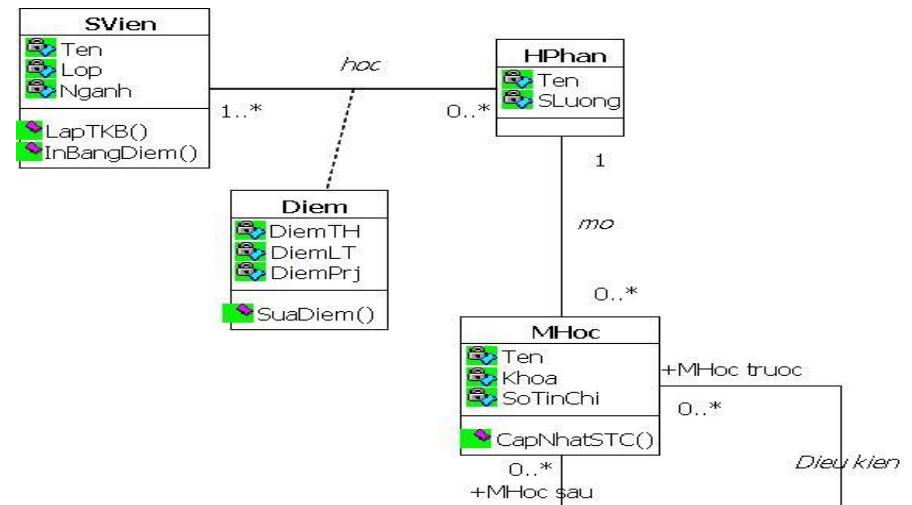 SVien
Ten
Lop
Nganh
LapTKB()
InBangDiem()
hoc
1..*
0..*
HPhan
Ten
SLuong
1
mo
0..*
Diem
DiemTH
DiemLT
DiemPrj
SuaDiem()
MHoc
Ten
Khoa
SoTinChi
CapNhatSTC()
+MHoc truoc
0..*
Dieu kien
0..*
+MHoc sau